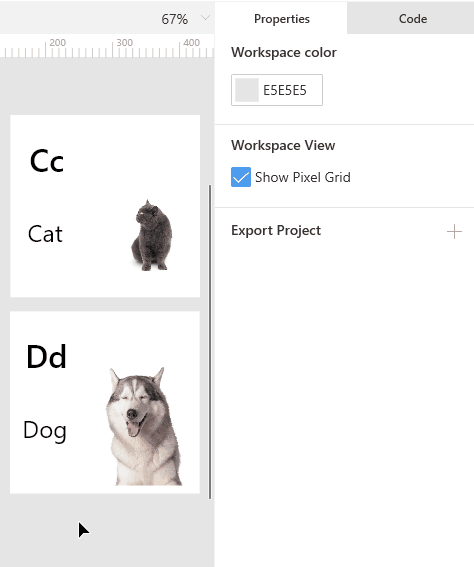 67%
200 300 400
Cc
Cat
Dd
Dog
Properties Code
Workspace color
E5E5E5
Workspace View
Show Pixel Grid
Export Project